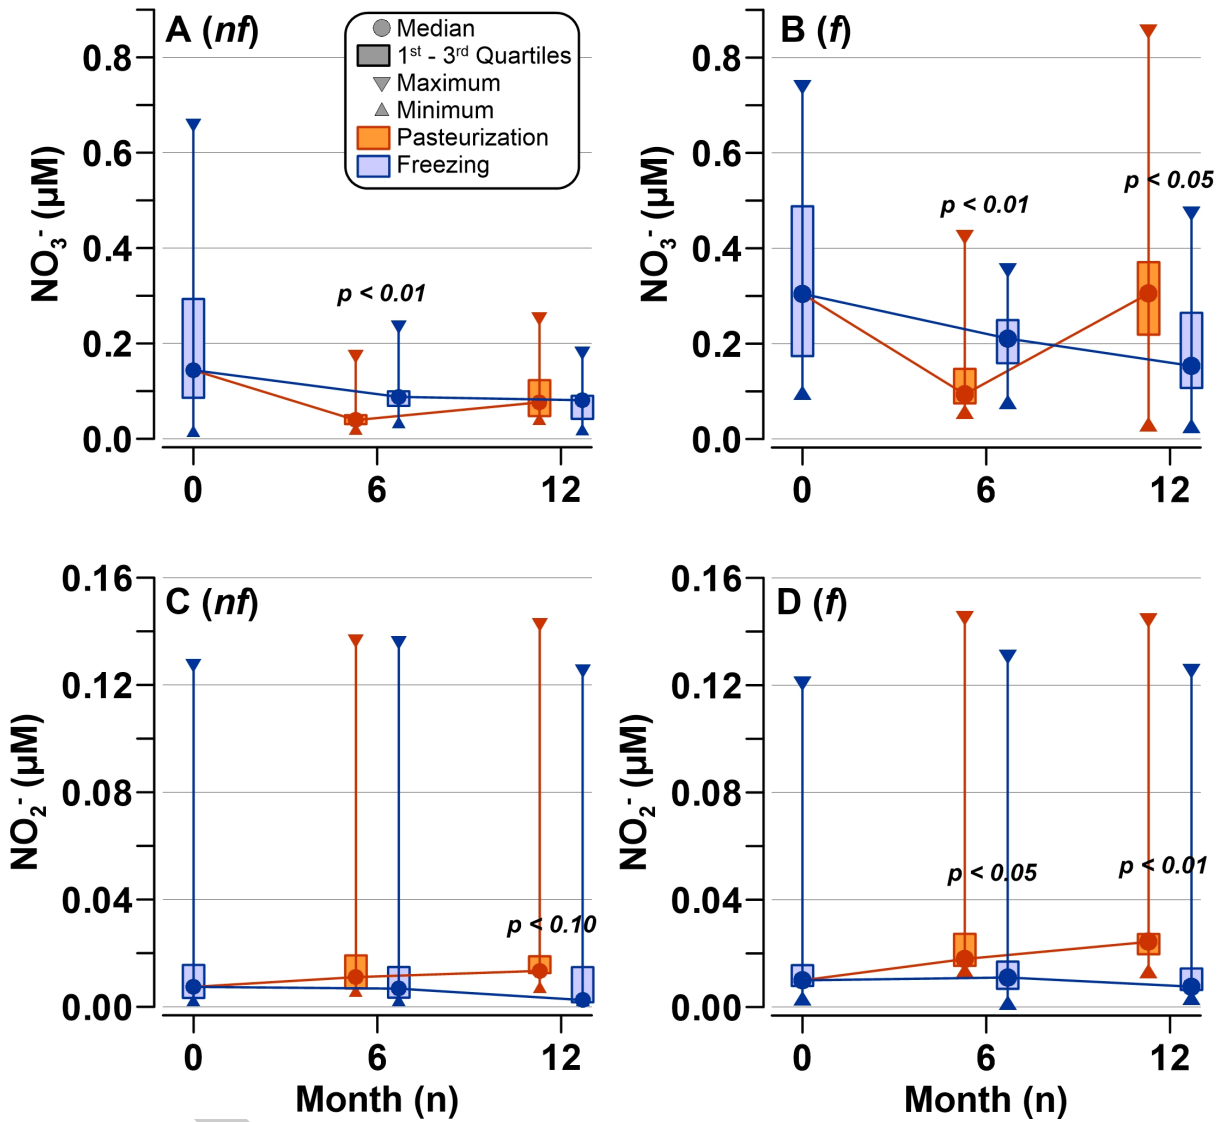 A (nf)
Median
1st - 3rd Quartiles
Maximum
Minimum
Pasteurization
Freezing
NO3- (µM)
0.8
0.6
0.4
0.2
0.0
p < 0.01
0 6 12
B (f)
NO3- (µM)
0.8
0.6
0.4
0.2
0.0
p < 0.01
p < 0.05
0 6 12
C (nf)
NO2- (µM)
0.16
0.12
0.08
0.04
0.00
p < 0.10
0 6 12
Month (n)
D (f)
NO2- (µM)
0.16
0.12
0.08
0.04
0.00
p < 0.05
p < 0.01
0 6 12
Month (n)